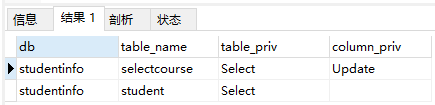 信息 结果 1 剖析 状态
db table_name table_priv column_priv
studentinfo selectcourse Select Update
studentinfo student Select